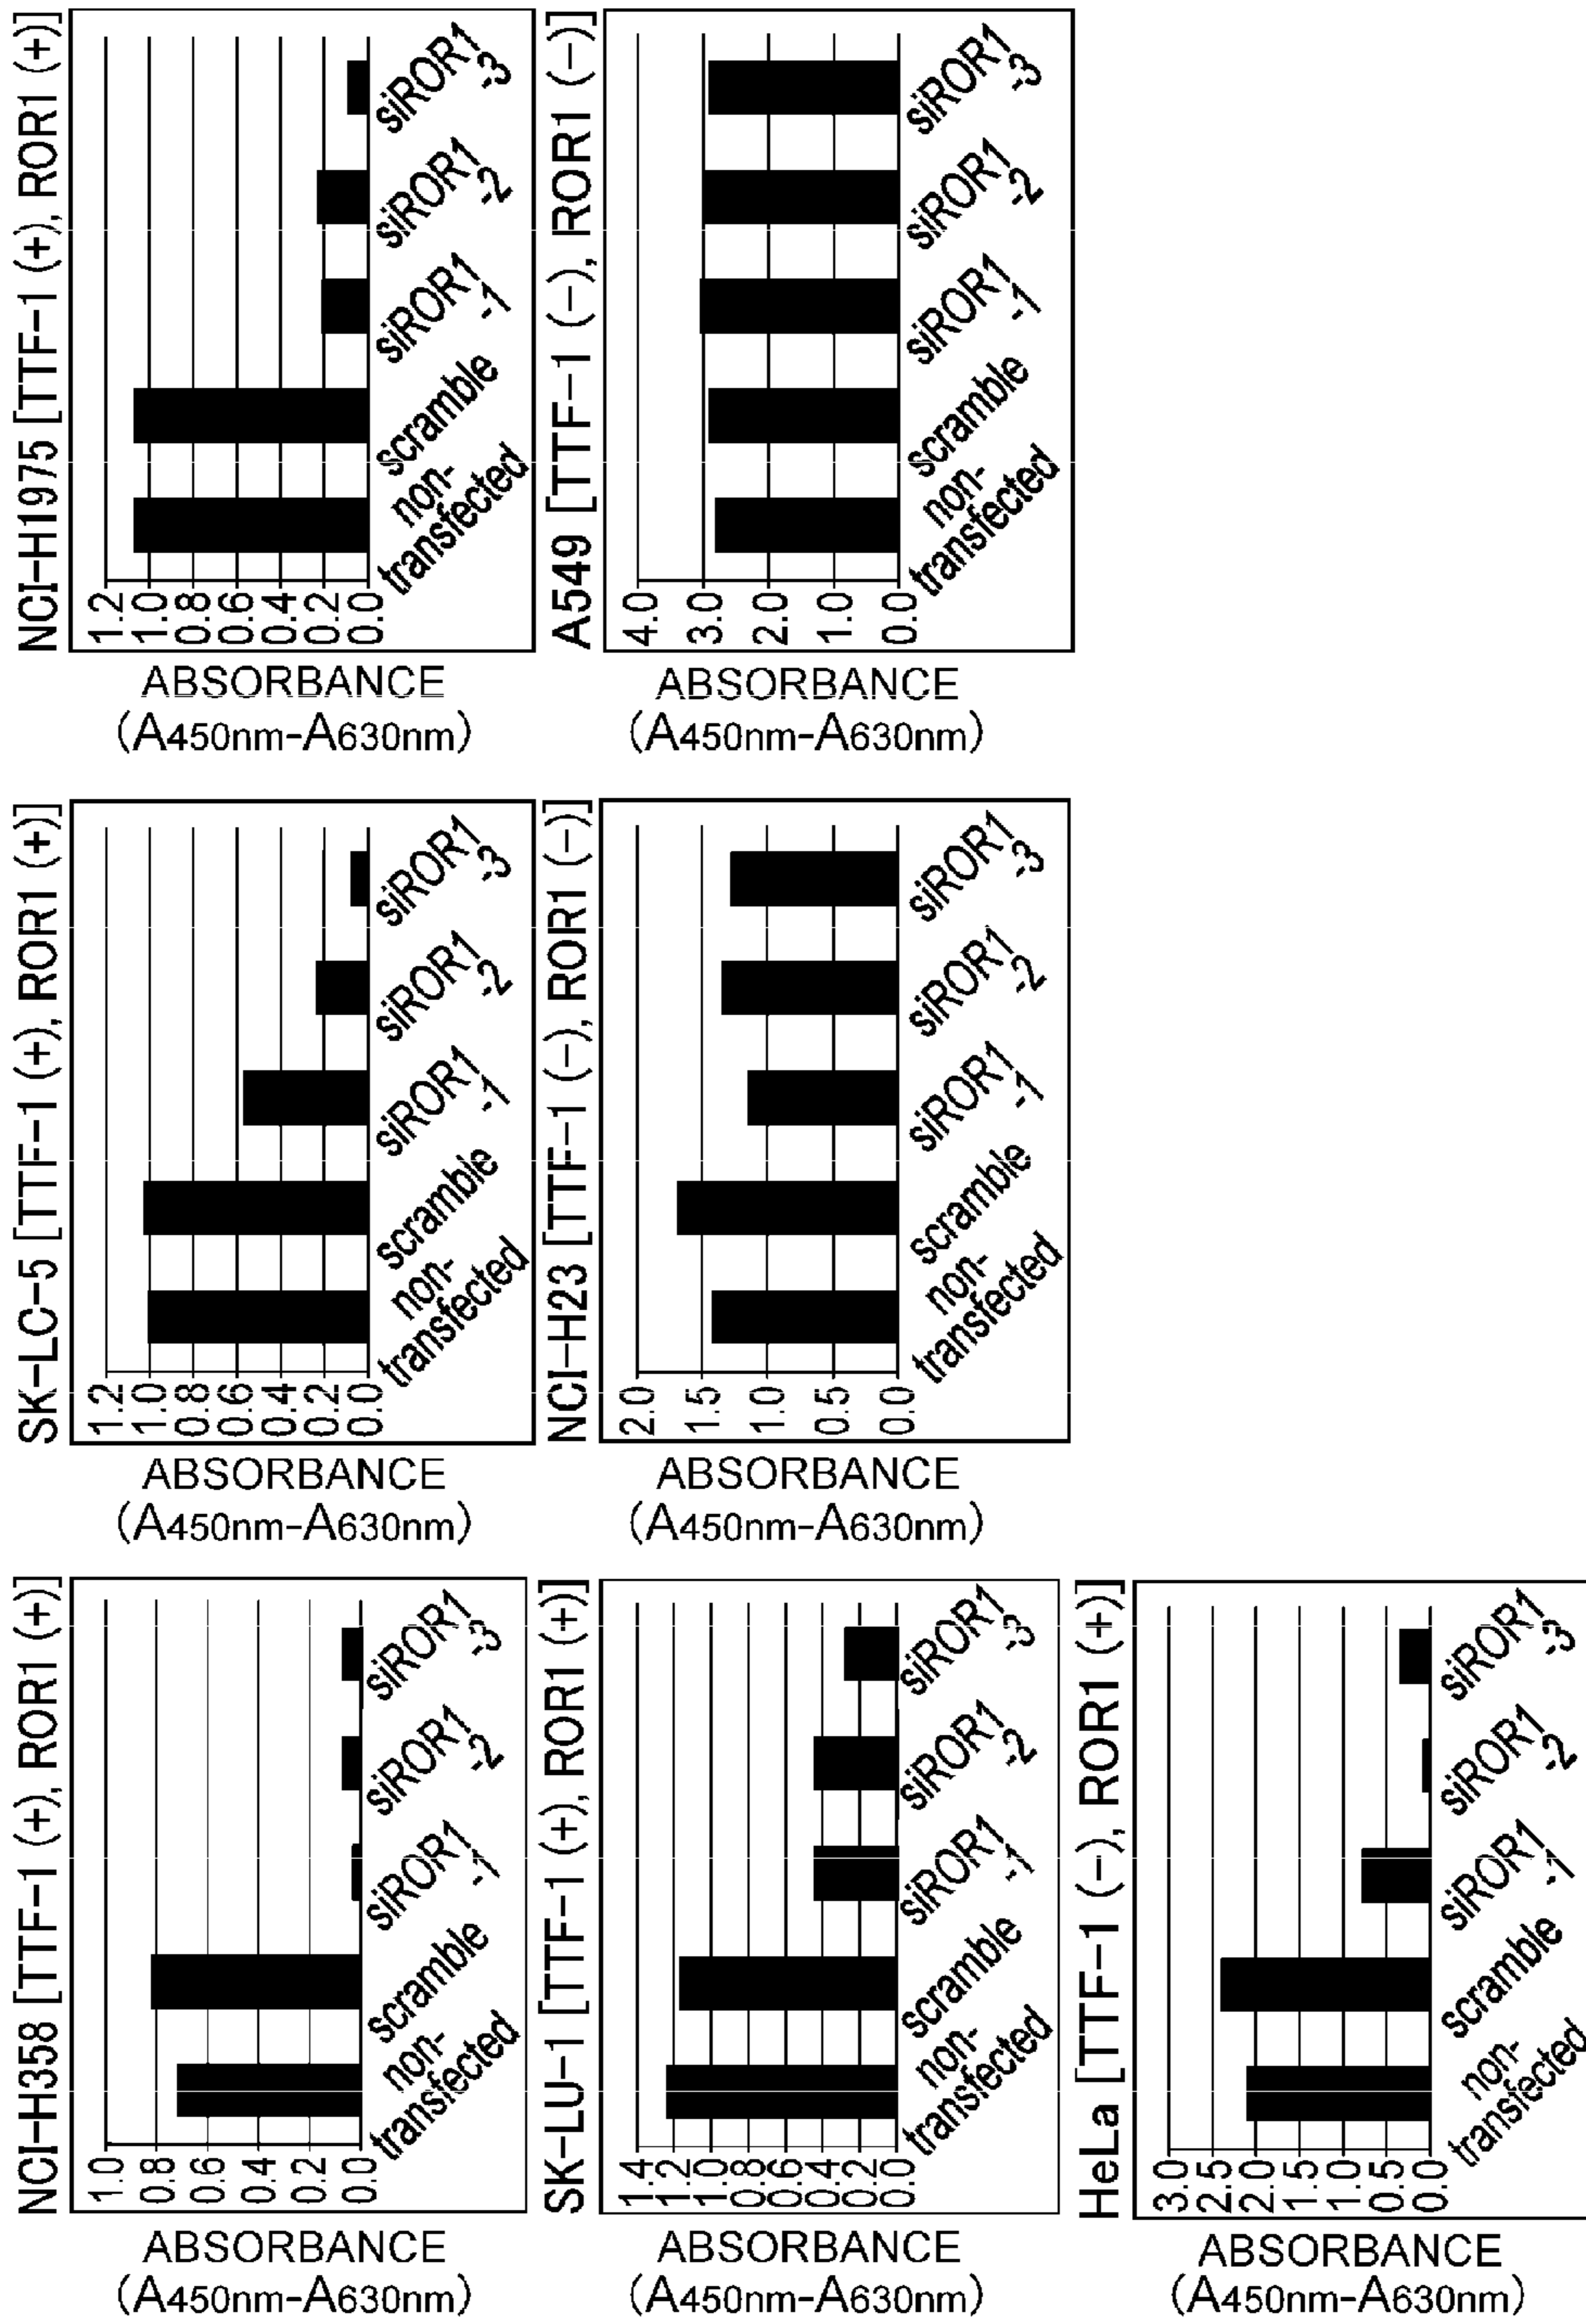 NCI-H358 [TTF-1 (+), ROR1 (+)]
ABSORBANCE
(A450nm-A630nm)
1.0
0.8
0.6
0.4
0.2
0.0
non-
transfected
scramble
siROR1
-1
siROR1
-2
siROR1
-3
SK-LC-5 [TTF-1 (+), ROR1 (+)]
ABSORBANCE
(A450nm-A630nm)
1.2
1.0
0.8
0.6
0.4
0.2
0.0
non-
transfected
scramble
siROR1
-1
siROR1
-2
siROR1
-3
NCI-H1975 [TTF-1 (+), ROR1 (+)]
ABSORBANCE
(A450nm-A630nm)
1.2
1.0
0.8
0.6
0.4
0.2
0.0
non-
transfected
scramble
siROR1
-1
siROR1
-2
siROR1
-3
SK-LU-1 [TTF-1 (+), ROR1 (+)]
ABSORBANCE
(A450nm-A630nm)
1.4
1.2
1.0
0.8
0.6
0.4
0.2
0.0
non-
transfected
scramble
siROR1
-1
siROR1
-2
siROR1
-3
NCI-H23 [TTF-1 (-), ROR1 (-)]
ABSORBANCE
(A450nm-A630nm)
2.0
1.5
1.0
0.5
0.0
non-
transfected
scramble
siROR1
-1
siROR1
-2
siROR1
-3
A549 [TTF-1 (-), ROR1 (-)]
ABSORBANCE
(A450nm-A630nm)
4.0
3.0
2.0
1.0
0.0
non-
transfected
scramble
siROR1
-1
siROR1
-2
siROR1
-3
HeLa [TTF-1 (-), ROR1 (+)]
ABSORBANCE
(A450nm-A630nm)
3.0
2.5
2.0
1.5
1.0
0.5
0.0
non-
transfected
scramble
siROR1
-1
siROR1
-2
siROR1
-3